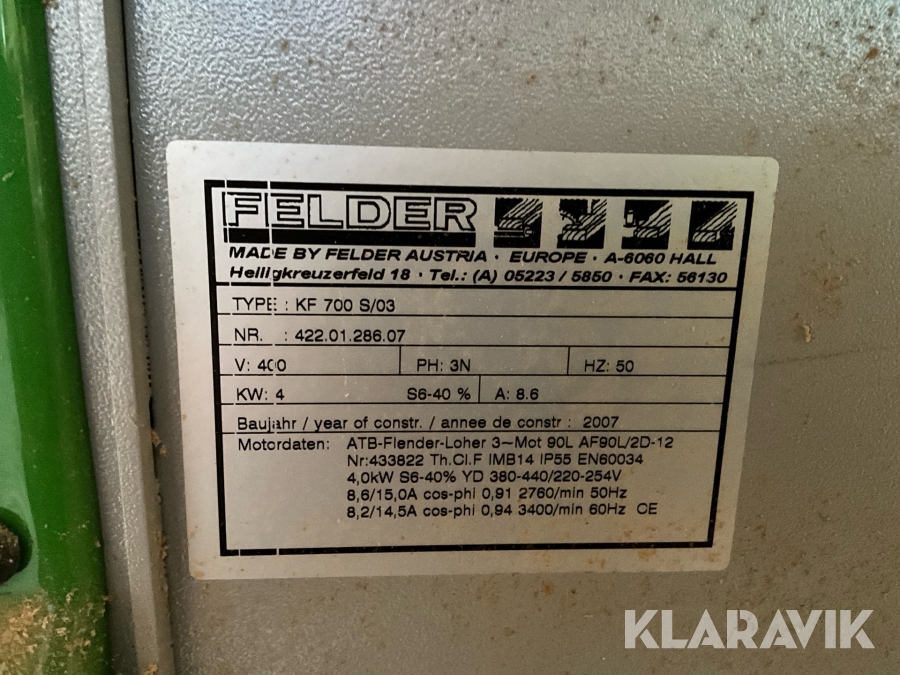 FELDER
MADE BY FELDER AUSTRIA · EUROPE · A-6060 HALL
Heiligkreuzerfeld 18 · Tel.: (A) 05223 / 5850 · FAX: 56130
TYPE : KF 700 S/03
NR. : 422.01.286.07
V: 400 PH: 3N HZ: 50
KW: 4 S6-40 % A: 8.6
Baujahr / year of constr. / annee de constr : 2007
Motordaten: ATB-Flender-Loher 3~Mot 90L AF90L/2D-12
Nr:433822 Th.Cl.F IMB14 IP55 EN60034
4,0kW S6-40% YD 380-440/220-254V
8,6/15,0A cos-phi 0,91 2760/min 50Hz
8,2/14,5A cos-phi 0,94 3400/min 60Hz CE
KLARAVIK